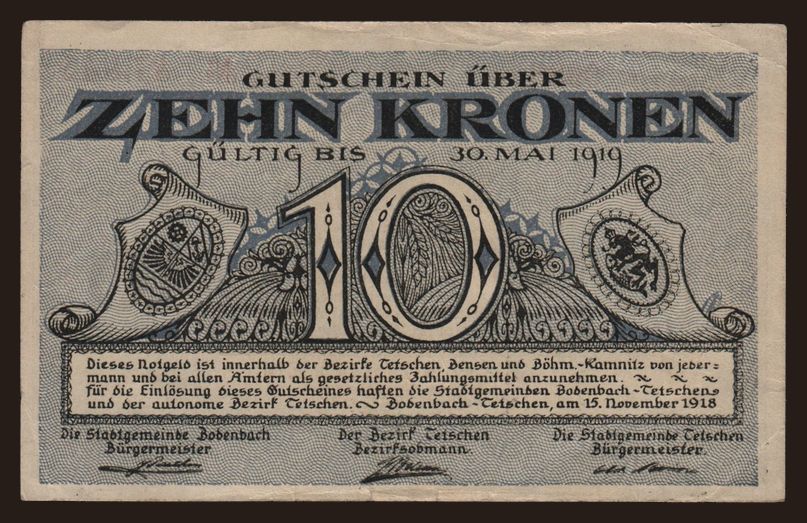 GUTSCHEIN ÜBER
ZEHN KRONEN
GÜLTIG BIS 30. MAI 1919
10
Dieses Notgeld ist innerhalb der Bezirke Tetschen, Bensen und Böhm.-Kamnitz von jeder=
mann und bei allen Ämtern als gesetzliches Zahlungsmittel anzunehmen.
Für die Einlösung dieses Gutscheines haften die Stadtgemeinden Bodenbach-Tetschen
und der autonome Bezirk Tetschen. ~ Bodenbach-Tetschen, am 15. November 1918
Die Stadtgemeinde Bodenbach
Bürgermeister
Der Bezirk Tetschen
Bezirksobmann.
Die Stadtgemeinde Tetschen
Bürgermeister.